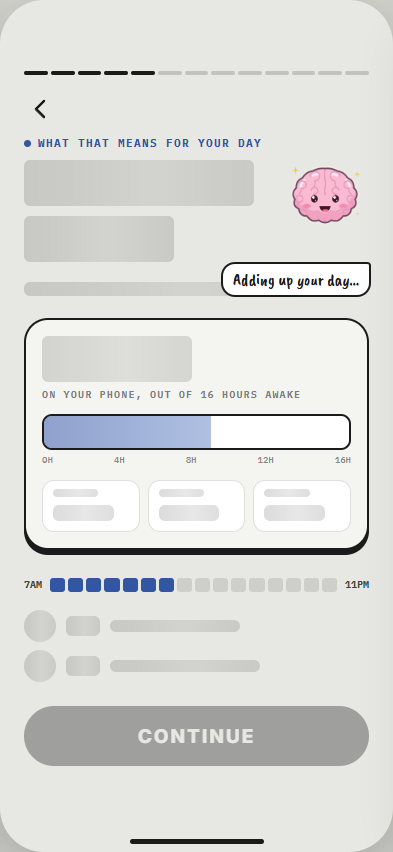 WHAT THAT MEANS FOR YOUR DAY
Adding up your day...
ON YOUR PHONE, OUT OF 16 HOURS AWAKE
0H 4H 8H 12H 16H
7AM 11PM
CONTINUE